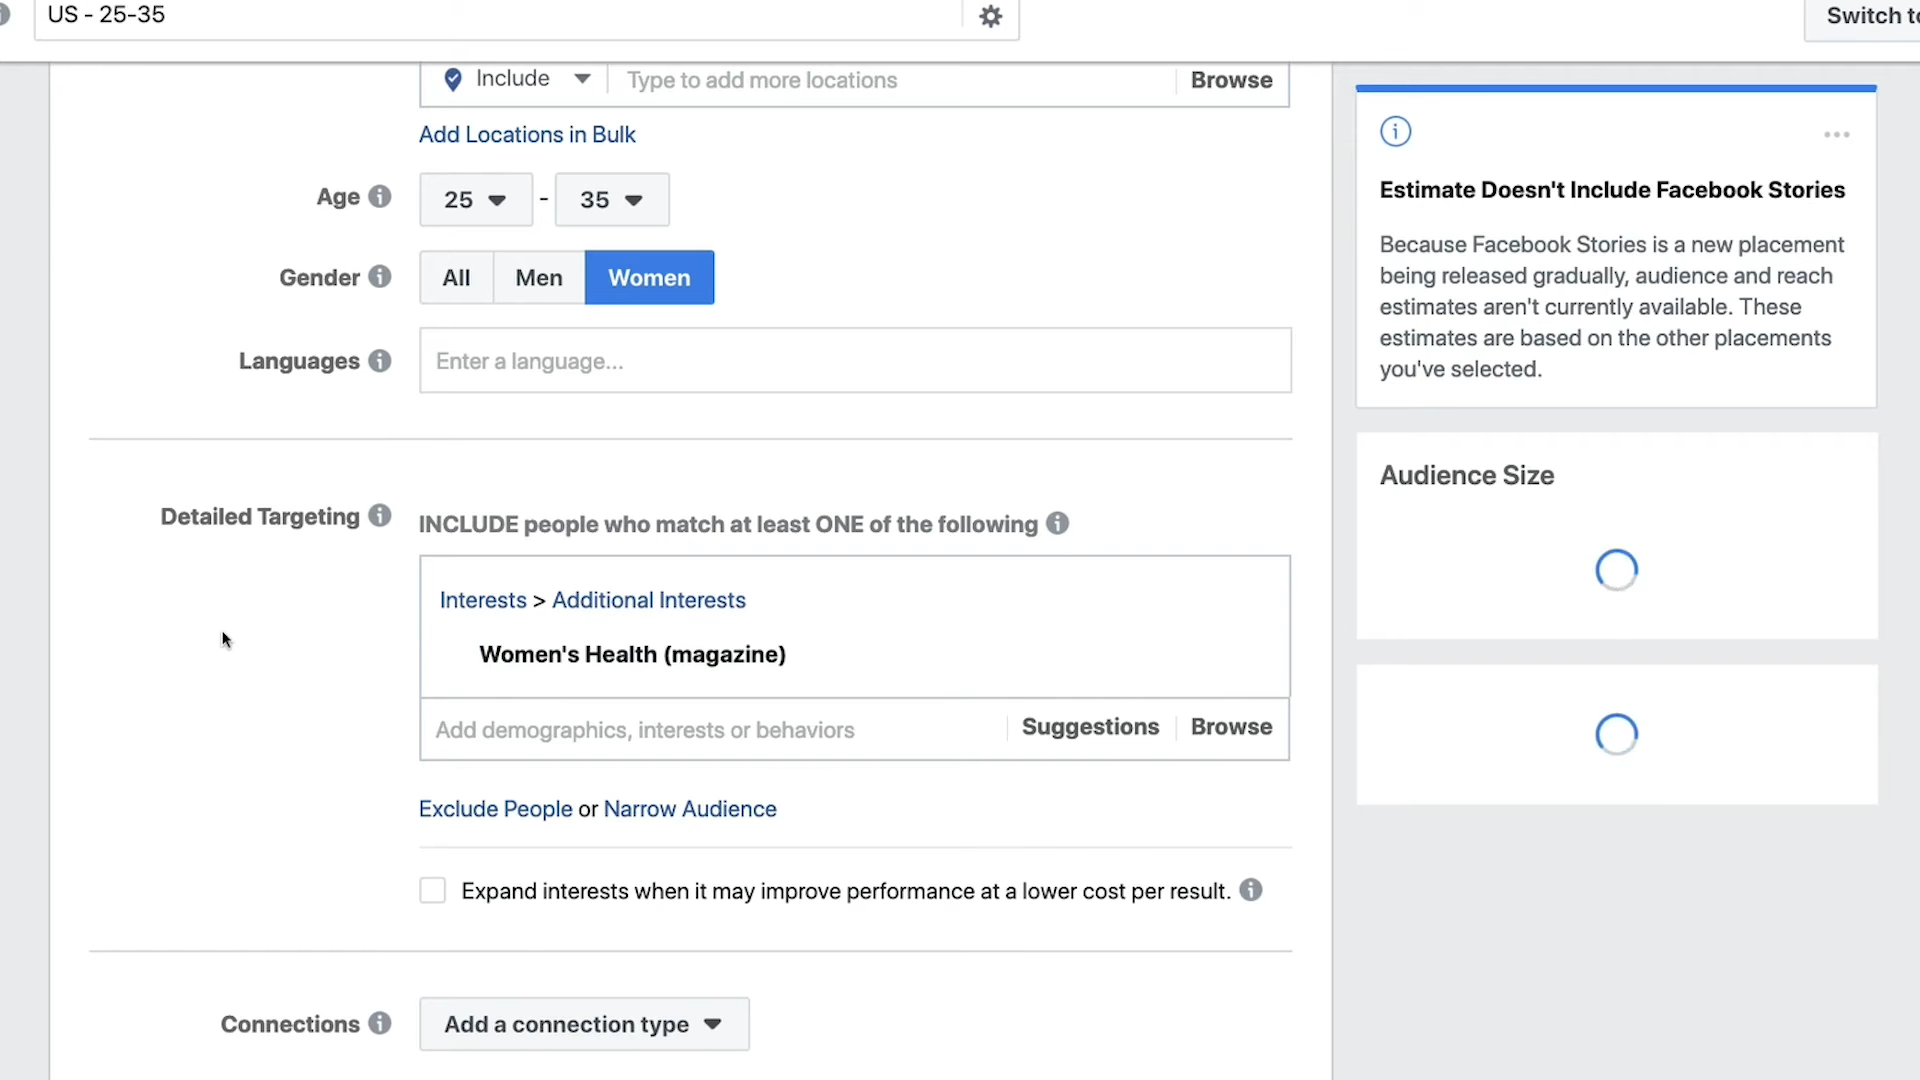 US - 25-35
Switch to
Include
Type to add more locations
Browse
Add Locations in Bulk
Age
25 - 35
Gender
All
Men
Women
Languages
Enter a language...
Detailed Targeting
INCLUDE people who match at least ONE of the following
Interests > Additional Interests
Women's Health (magazine)
Add demographics, interests or behaviors
Suggestions
Browse
Exclude People or Narrow Audience
Expand interests when it may improve performance at a lower cost per result.
Connections
Add a connection type
Estimate Doesn't Include Facebook Stories
Because Facebook Stories is a new placement
being released gradually, audience and reach
estimates aren't currently available. These
estimates are based on the other placements
you've selected.
Audience Size